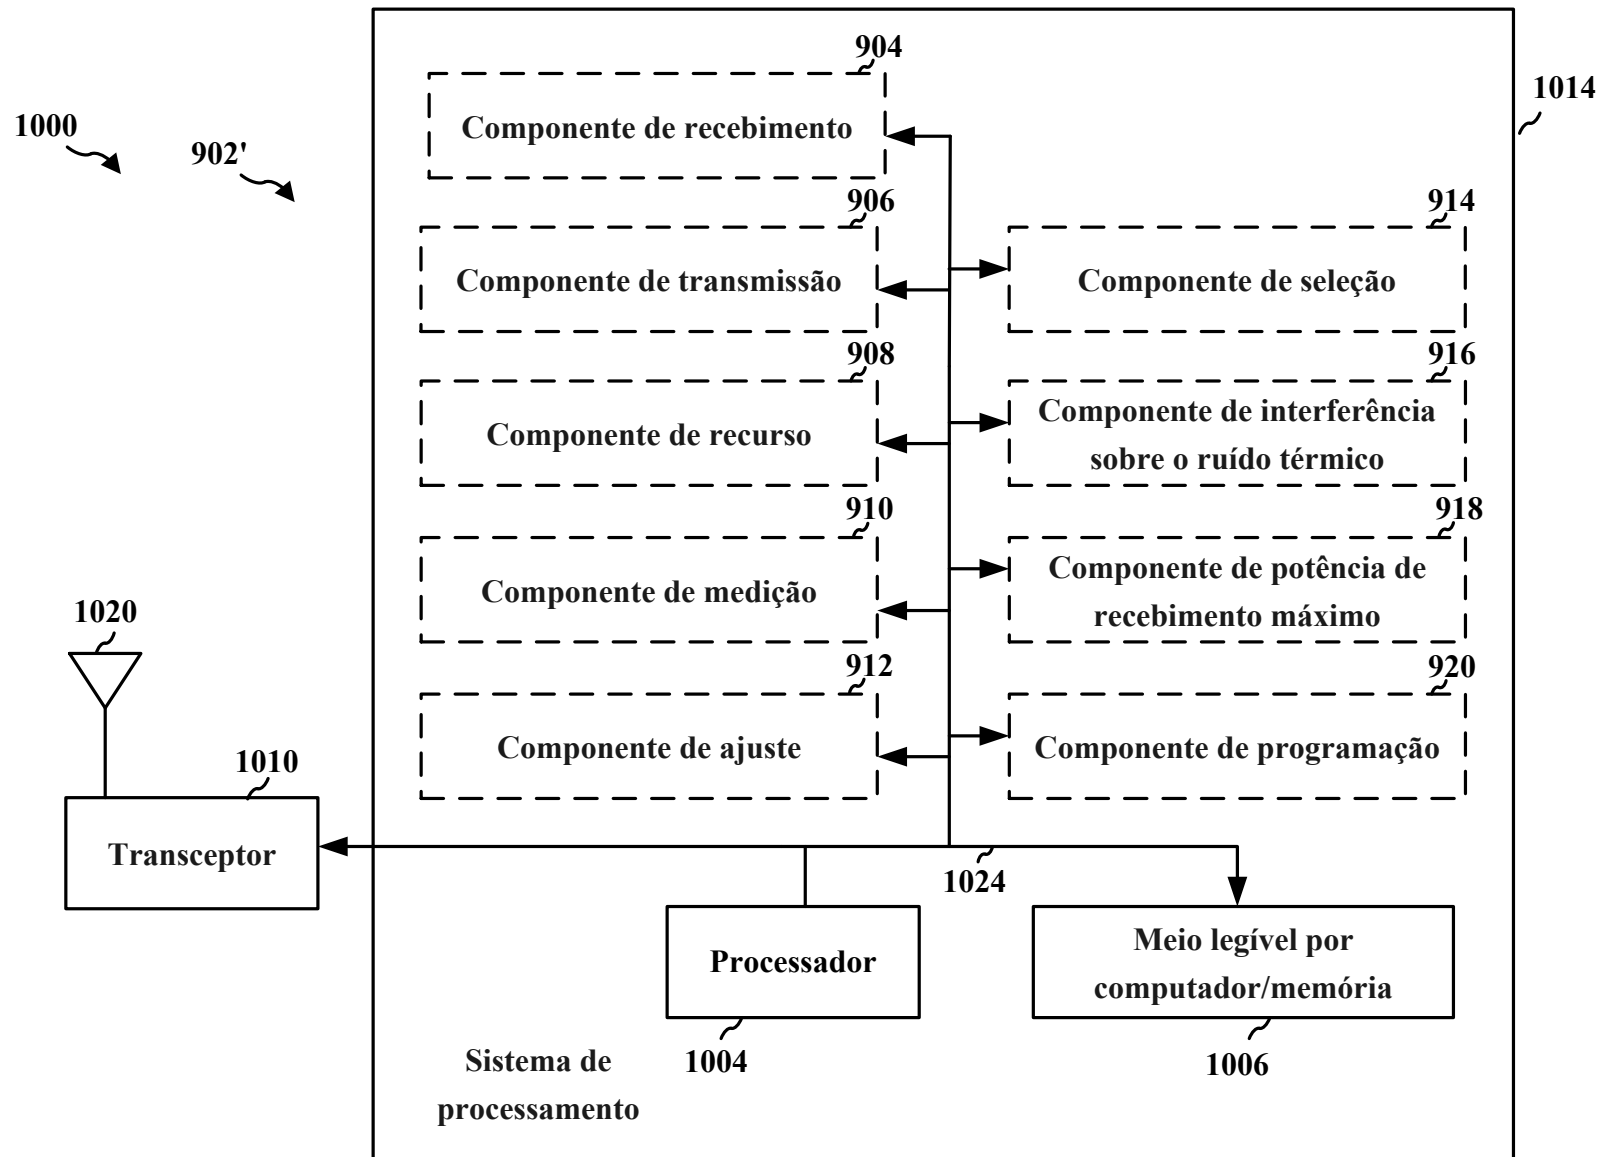 904
1014
1000
Componente de recebimento
902'
906
914
Componente de transmissão
Componente de seleção
908
916
Componente de recurso
Componente de interferência
sobre o ruído térmico
910
918
Componente de medição
Componente de potência de
recebimento máximo
1020
912
920
Componente de ajuste
Componente de programação
1010
Transceptor
1024
Processador
Meio legível por
computador/memória
1004
1006
Sistema de
processamento